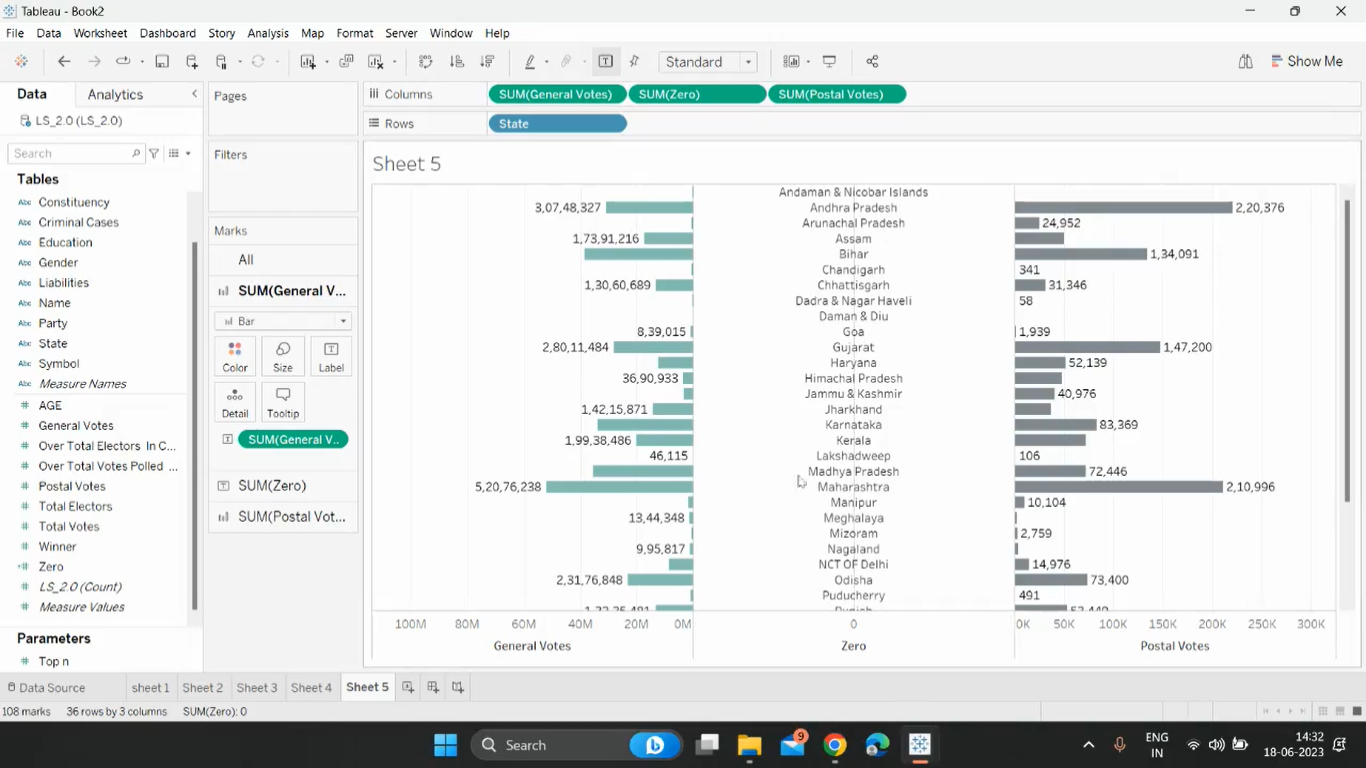 Tableau - Book2
File Data Worksheet Dashboard Story Analysis Map Format Server Window Help
Standard
Show Me
Data Analytics
LS_2.0 (LS_2.0)
Search
Tables
Abc Constituency
Abc Criminal Cases
Abc Education
Abc Gender
Abc Liabilities
Abc Name
Abc Party
Abc State
Abc Symbol
Abc Measure Names
# AGE
# General Votes
# Over Total Electors In C...
# Over Total Votes Polled ...
# Postal Votes
# Total Electors
# Total Votes
# Winner
# Zero
# LS_2.0 (Count)
# Measure Values
Parameters
# Top n
Pages
Filters
Marks
All
SUM(General V...
Bar
Color Size Label
Detail Tooltip
SUM(General V..
SUM(Zero)
SUM(Postal Vot...
Columns SUM(General Votes) SUM(Zero) SUM(Postal Votes)
Rows State
Sheet 5
Andaman & Nicobar Islands
3,07,48,327 Andhra Pradesh 2,20,376
Arunachal Pradesh 24,952
1,73,91,216 Assam
Bihar 1,34,091
Chandigarh 341
1,30,60,689 Chhattisgarh 31,346
Dadra & Nagar Haveli 58
Daman & Diu
8,39,015 Goa 1,939
2,80,11,484 Gujarat 1,47,200
Haryana 52,139
36,90,933 Himachal Pradesh
Jammu & Kashmir 40,976
1,42,15,871 Jharkhand
Karnataka 83,369
1,99,38,486 Kerala
46,115 Lakshadweep 106
Madhya Pradesh 72,446
5,20,76,238 Maharashtra 2,10,996
Manipur 10,104
13,44,348 Meghalaya
Mizoram 2,759
9,95,817 Nagaland
NCT OF Delhi 14,976
2,31,76,848 Odisha 73,400
Puducherry 491
100M 80M 60M 40M 20M 0M 0 0K 50K 100K 150K 200K 250K 300K
General Votes Zero Postal Votes
Data Source sheet 1 Sheet 2 Sheet 3 Sheet 4 Sheet 5
108 marks 36 rows by 3 columns SUM(Zero): 0
Search
9
ENG
IN
14:32
18-06-2023